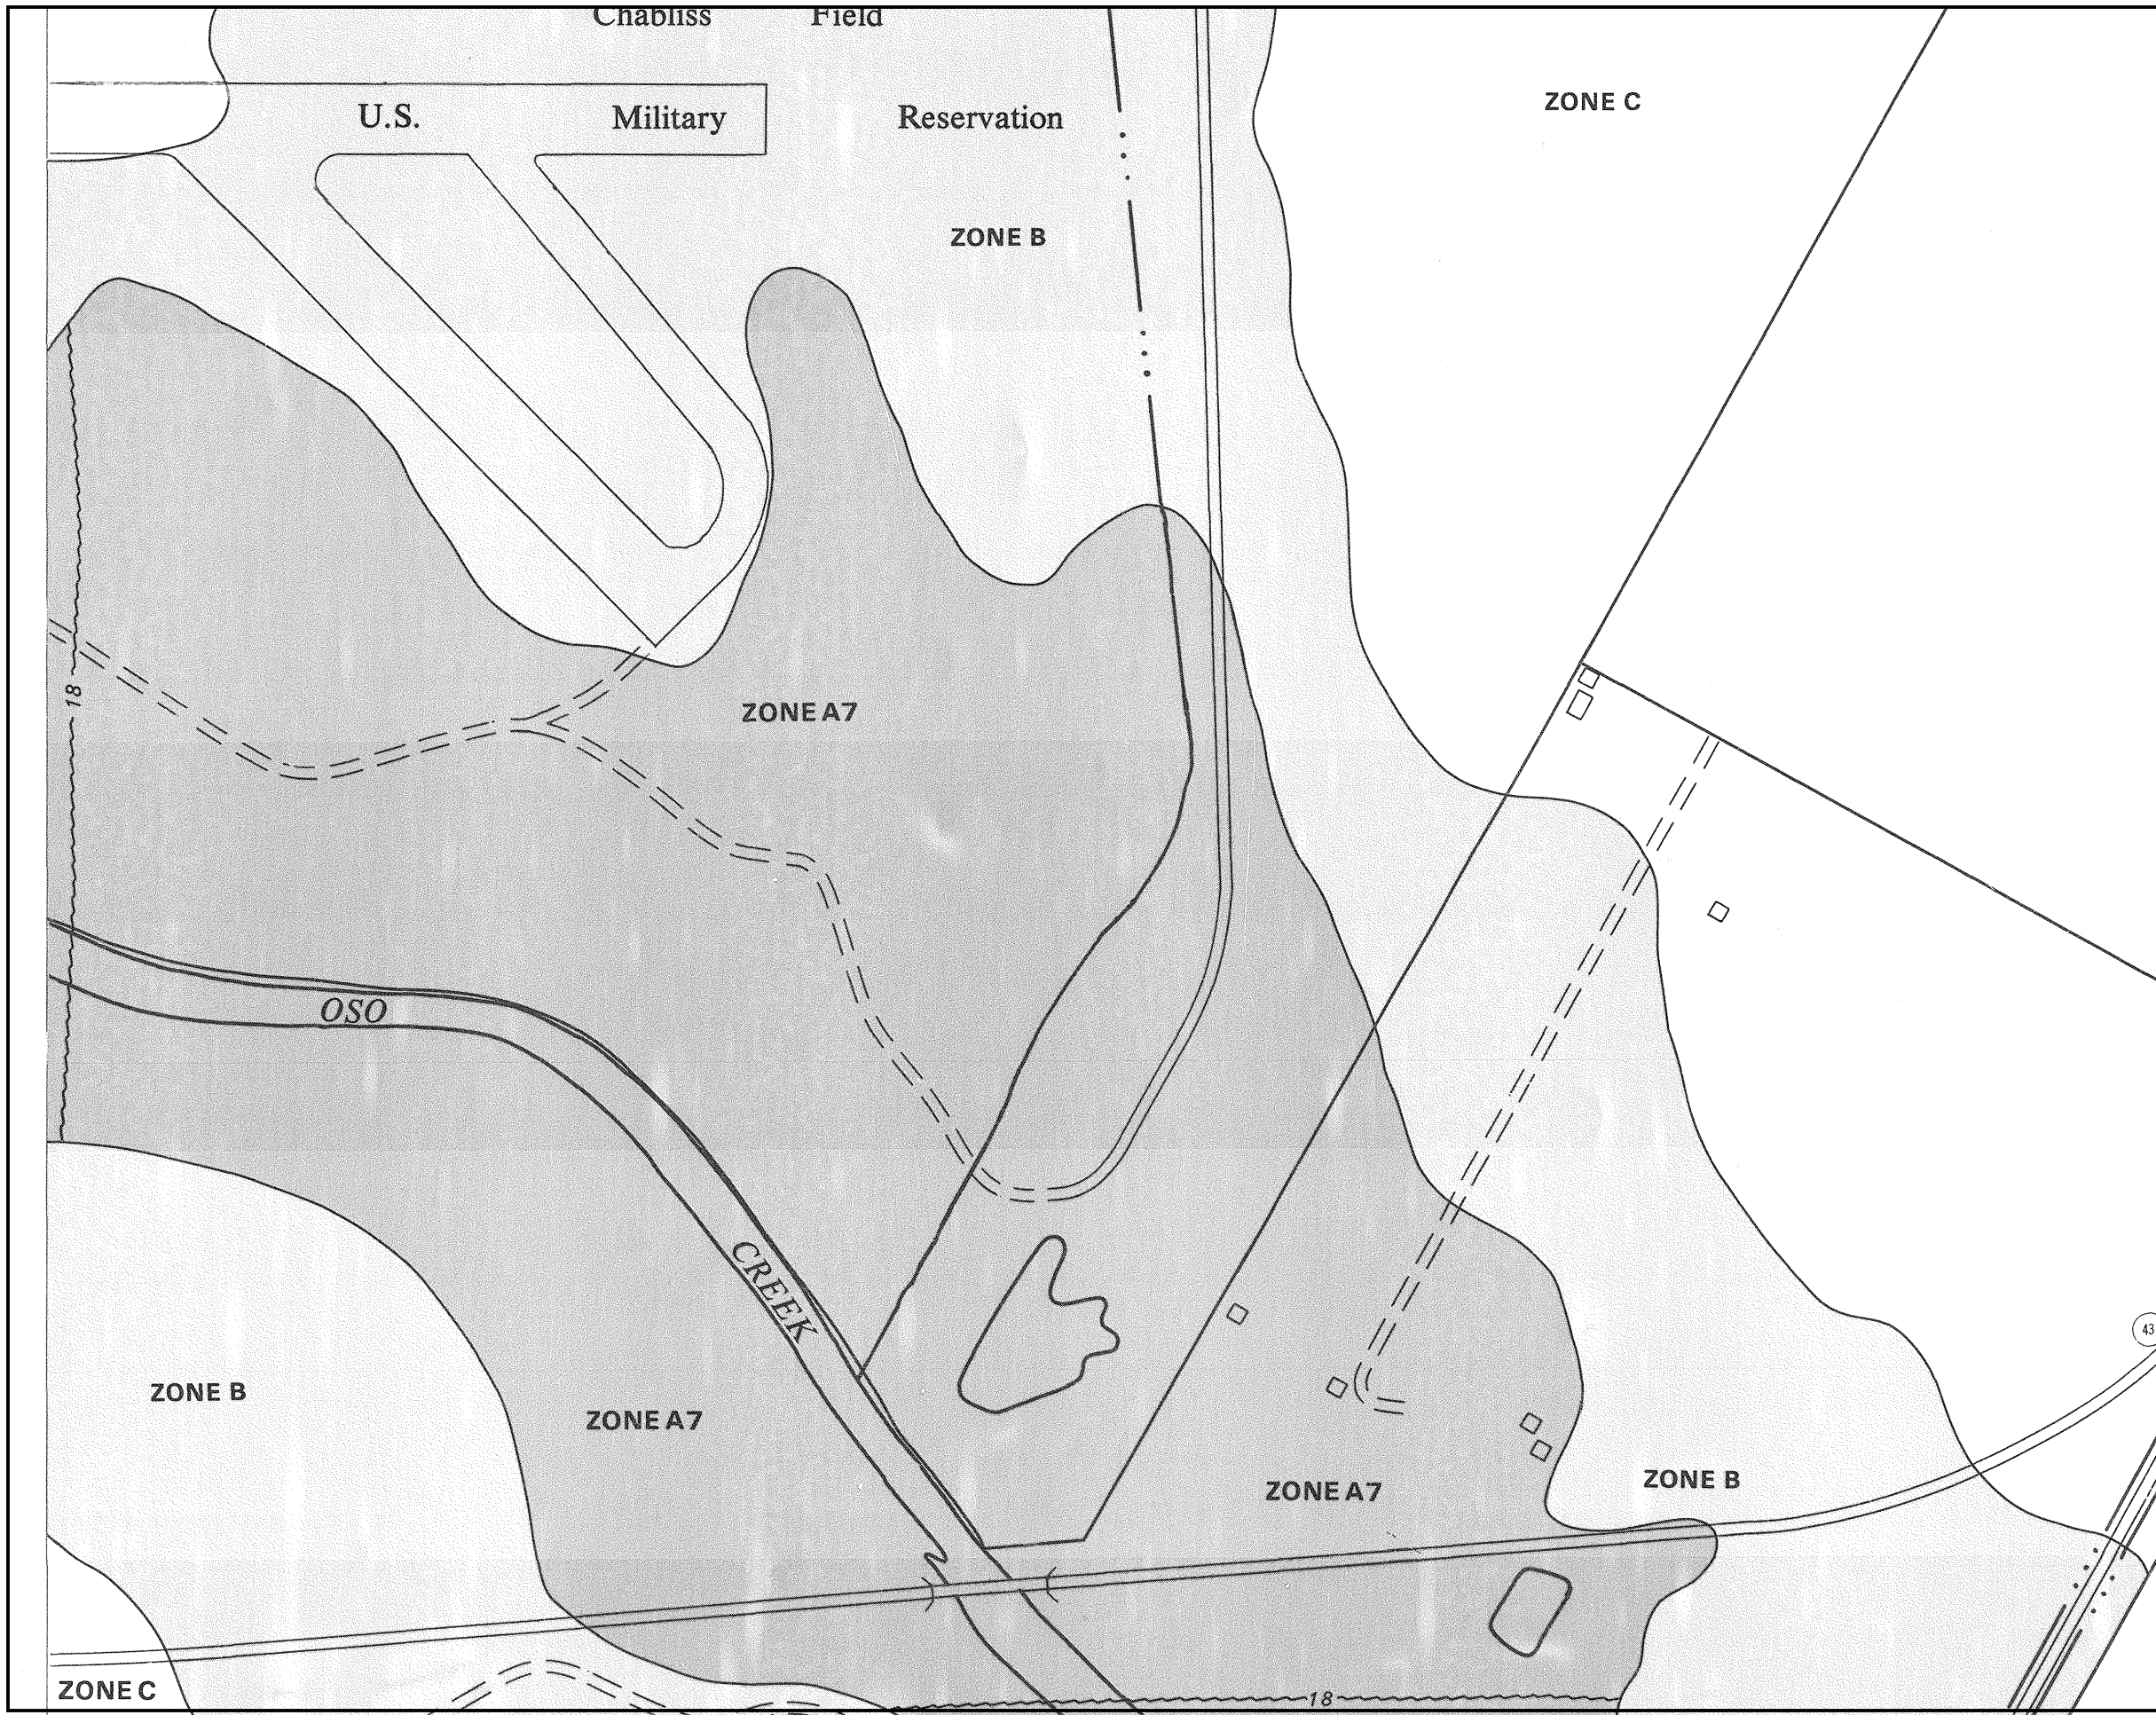 Chabliss Field
ZONE C
U.S. Military Reservation
ZONE B
18
ZONE A7
OSO
CREEK
43
ZONE B
ZONE A7
ZONE B
ZONE A7
ZONE C
18